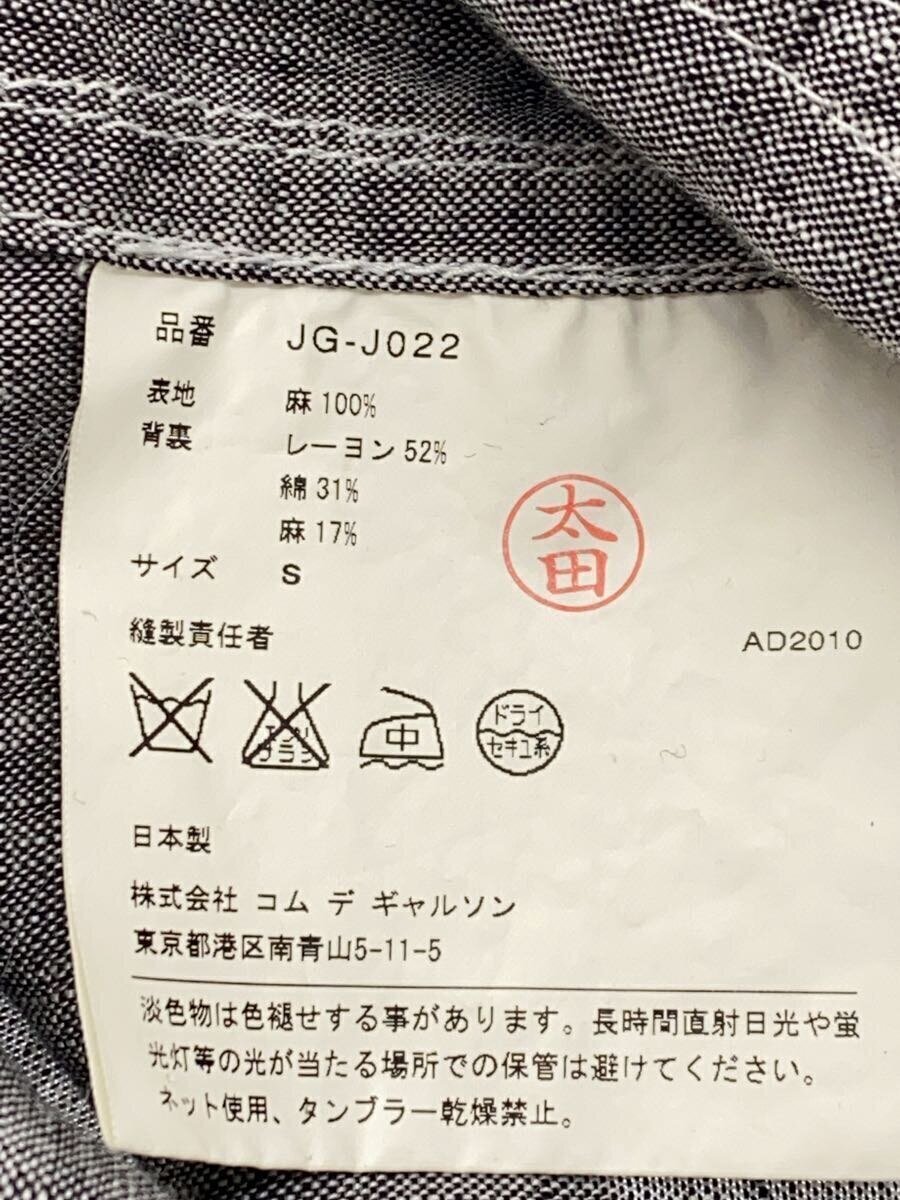 品番 JG-J022
表地 麻 100%
背裏 レーヨン 52%
綿 31%
麻 17%
サイズ S
太田
縫製責任者
AD2010
エンソ
サラシ
中
ドライ
セキユ系
日本製
株式会社 コム デ ギャルソン
東京都港区南青山5-11-5
淡色物は色褪せする事があります。長時間直射日光や蛍
光灯等の光が当たる場所での保管は避けてください。
ネット使用、タンブラー乾燥禁止。